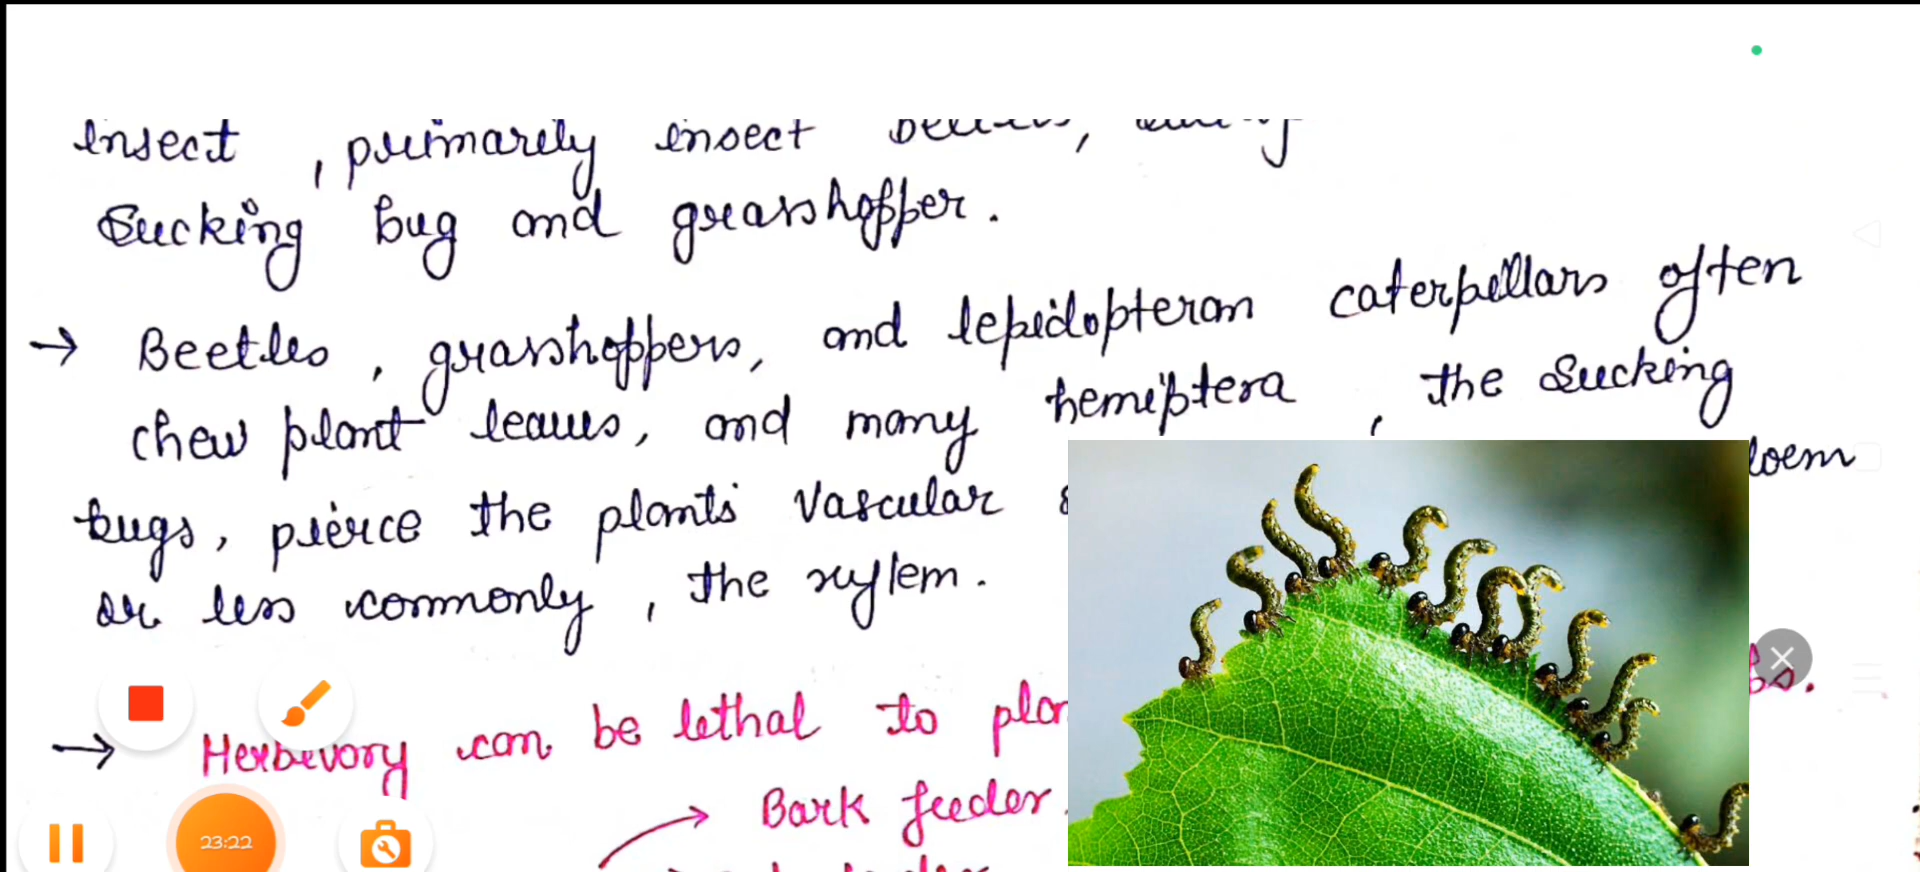 insect, primarily insect
Sucking bug and grasshopper.
→ Beetles, grasshoppers, and lepidopteran caterpillars often
chew plant leaves, and many hemiptera, the Sucking
bugs, pierce the plants Vascular
loem
or less commonly, the xylem.
→ Herbivory can be lethal to
Bark feeder
23:22